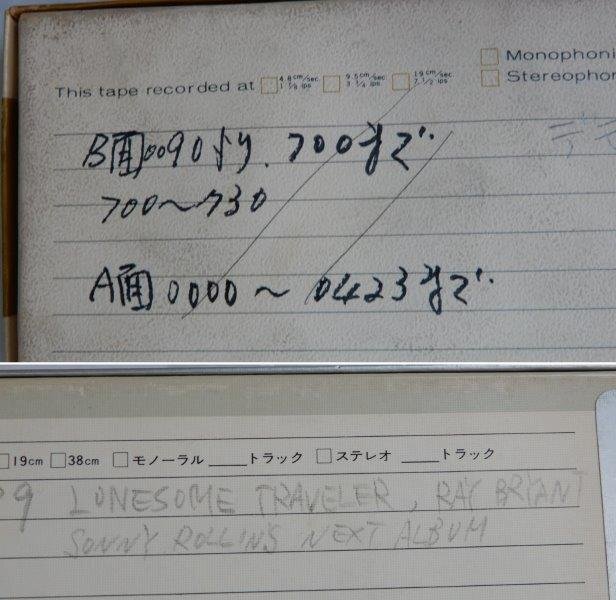 Monophoni
This tape recorded at 4.8cm/sec 1 7/8 ips 9.5cm/sec 3 3/4 ips 19cm/sec 7 1/2 ips Stereophon
B面0090より、700まで
700〜730
A面0000〜0423まで
19cm 38cm モノーラル トラック ステレオ トラック
9 LONESOME TRAVELER, RAY BRYANT
SONNY ROLLINS NEXT ALBUM